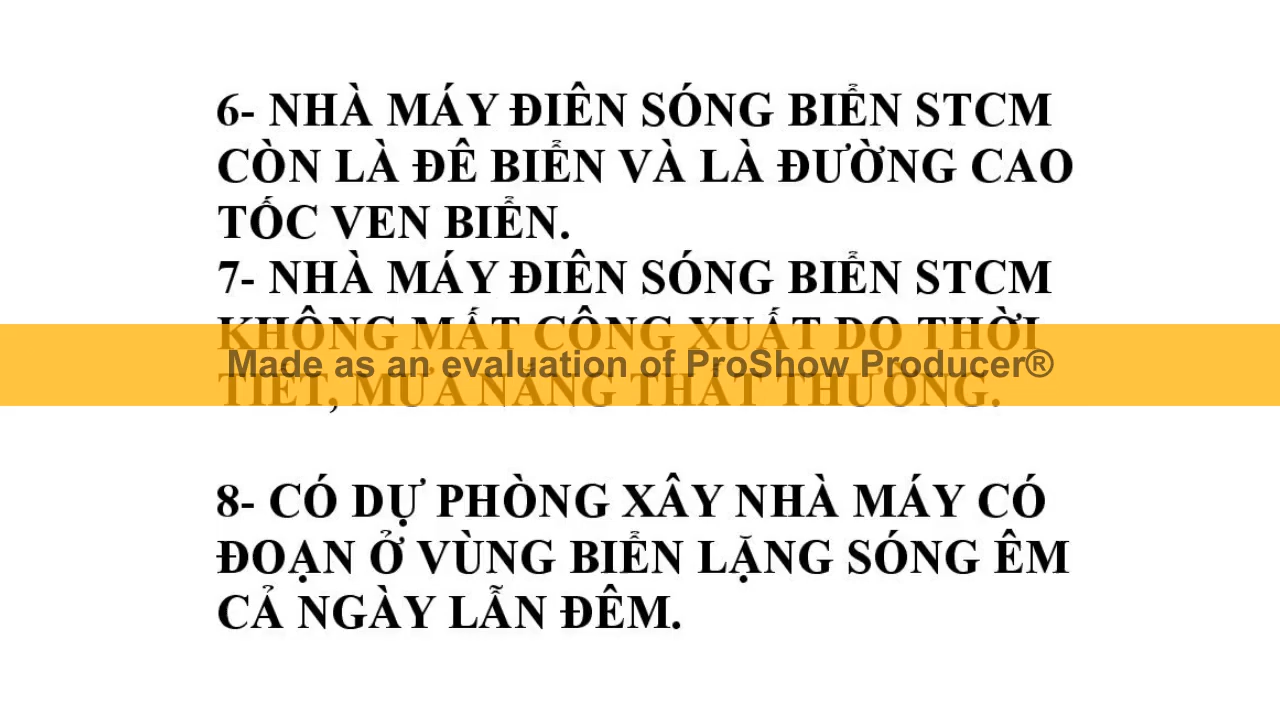 6- NHÀ MÁY ĐIÊN SÓNG BIỂN STCM
CÒN LÀ ĐÊ BIỂN VÀ LÀ ĐƯỜNG CAO
TỐC VEN BIỂN.
7- NHÀ MÁY ĐIÊN SÓNG BIỂN STCM
KHÔNG MẤT CÔNG XUẤT DO THỜI
Made as an evaluation of ProShow Producer®
TIẾT, MƯA NẮNG THẤT THƯỜNG.
8- CÓ DỰ PHÒNG XÂY NHÀ MÁY CÓ
ĐOẠN Ở VÙNG BIỂN LẶNG SÓNG ÊM
CẢ NGÀY LẪN ĐÊM.